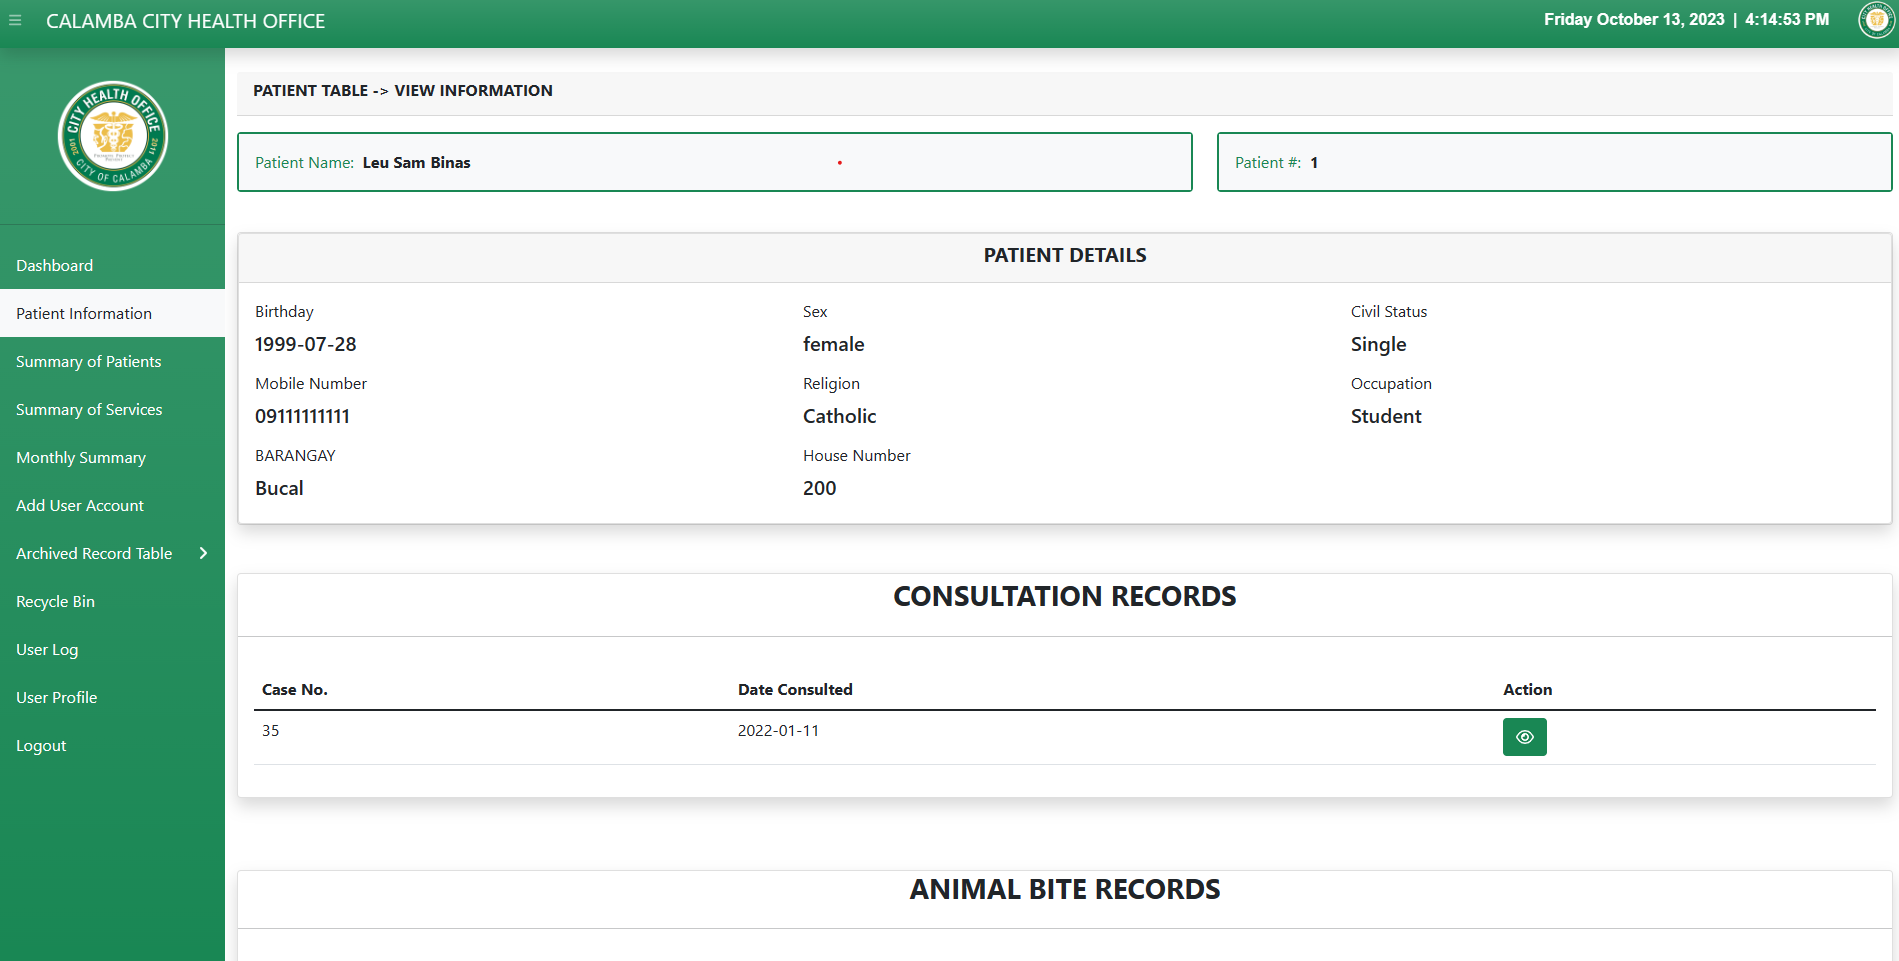 CALAMBA CITY HEALTH OFFICE
Friday October 13, 2023 | 4:14:53 PM
CITY HEALTH OFFICE
CITY OF CALAMBA
Dashboard
Patient Information
Summary of Patients
Summary of Services
Monthly Summary
Add User Account
Archived Record Table
Recycle Bin
User Log
User Profile
Logout
PATIENT TABLE -> VIEW INFORMATION
Patient Name: Leu Sam Binas
Patient #: 1
PATIENT DETAILS
Birthday Sex Civil Status
1999-07-28 female Single
Mobile Number Religion Occupation
09111111111 Catholic Student
BARANGAY House Number
Bucal 200
CONSULTATION RECORDS
Case No. Date Consulted Action
35 2022-01-11
ANIMAL BITE RECORDS